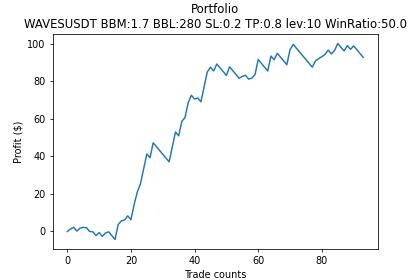 Portfolio
WAVESUSDT BBM:1.7 BBL:280 SL:0.2 TP:0.8 lev:10 WinRatio:50.0
100
80
60
40
20
0
Profit ($)
0 20 40 60 80
Trade counts